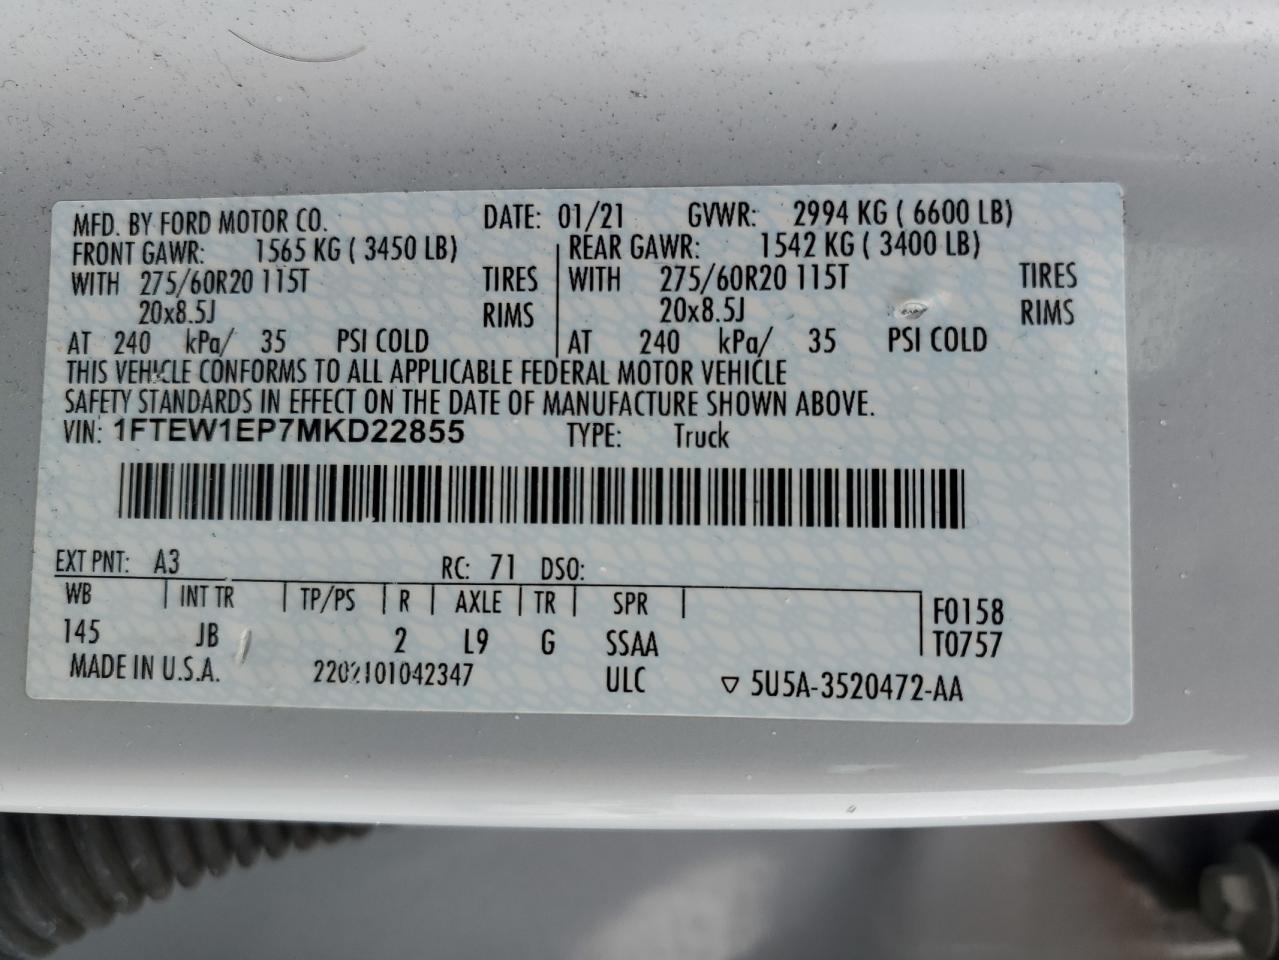 MFD. BY FORD MOTOR CO. DATE: 01/21 GVWR: 2994 KG ( 6600 LB)
FRONT GAWR: 1565 KG ( 3450 LB) REAR GAWR: 1542 KG ( 3400 LB)
WITH 275/60R20 115T TIRES WITH 275/60R20 115T TIRES
20x8.5J RIMS 20x8.5J RIMS
AT 240 kPa/ 35 PSI COLD AT 240 kPa/ 35 PSI COLD
THIS VEHICLE CONFORMS TO ALL APPLICABLE FEDERAL MOTOR VEHICLE
SAFETY STANDARDS IN EFFECT ON THE DATE OF MANUFACTURE SHOWN ABOVE.
VIN: 1FTEW1EP7MKD22855 TYPE: Truck
EXT PNT: A3 RC: 71 DSO:
WB INT TR TP/PS R AXLE TR SPR F0158
145 JB 2 L9 G SSAA T0757
MADE IN U.S.A. 2202101042347 ULC ▽ 5U5A-3520472-AA